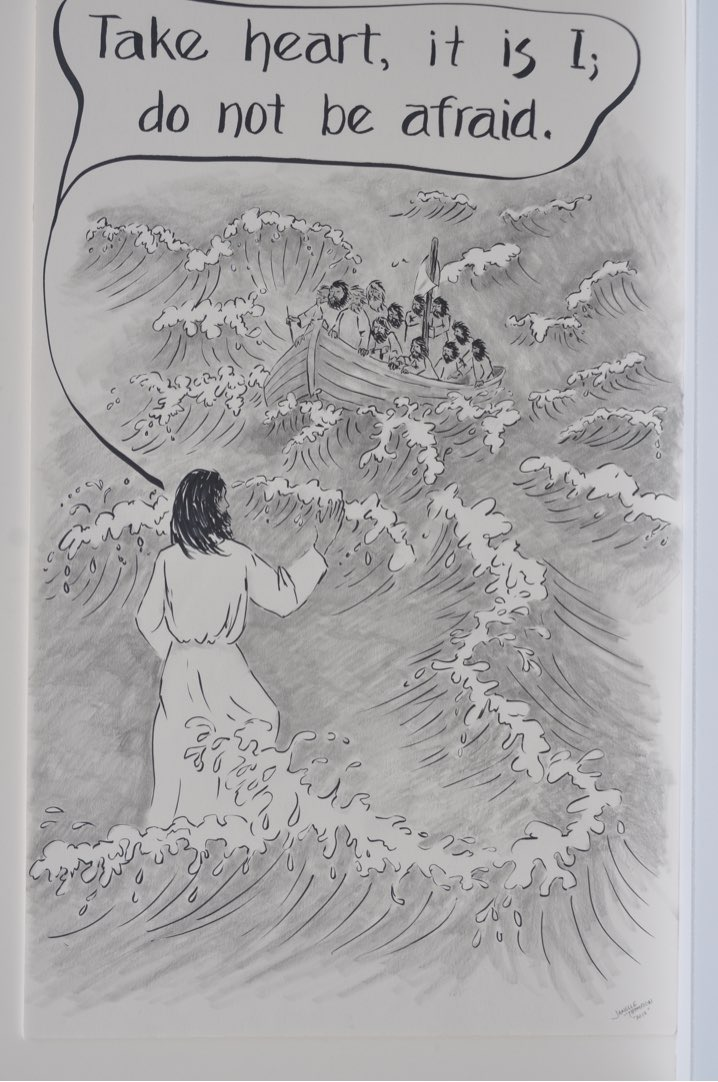 Take heart, it is I;
do not be afraid.